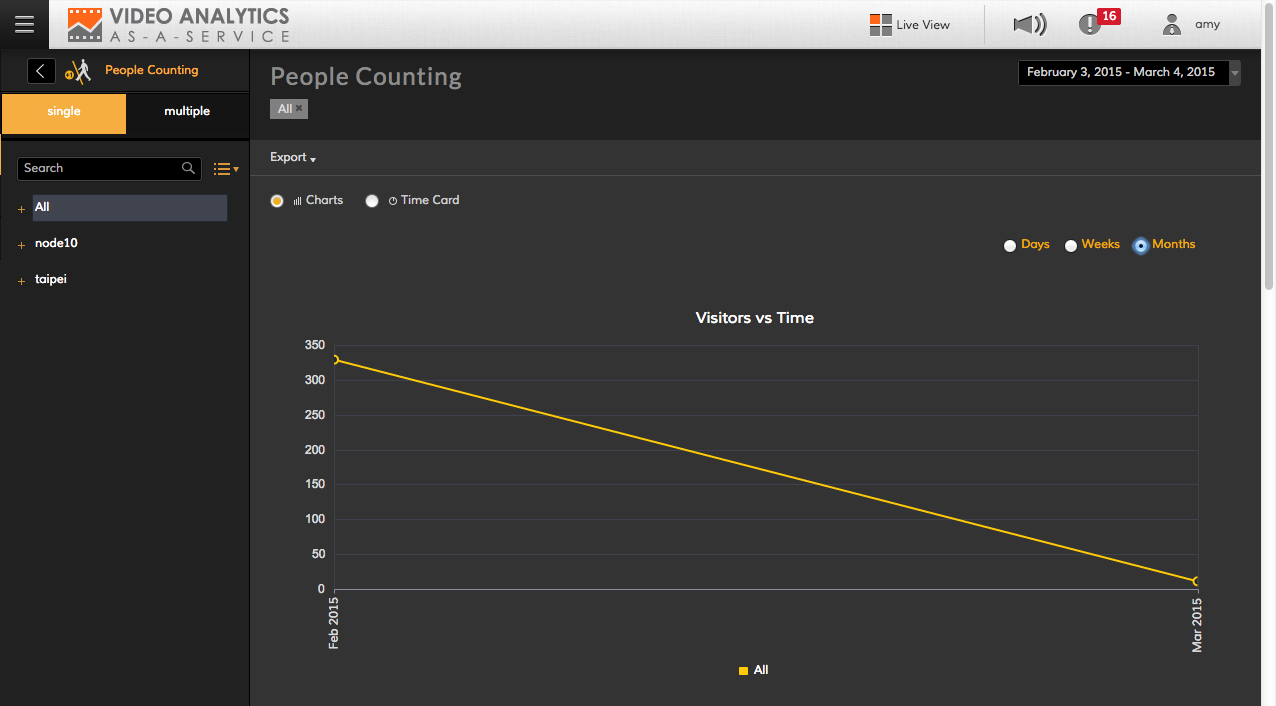 VIDEO ANALYTICS
AS-A-SERVICE
Live View
16
amy
People Counting
single
multiple
Search
All
node10
taipei
People Counting
All ×
February 3, 2015 - March 4, 2015
Export
Charts
Time Card
Days
Weeks
Months
Visitors vs Time
350
300
250
200
150
100
50
0
Feb 2015
Mar 2015
All